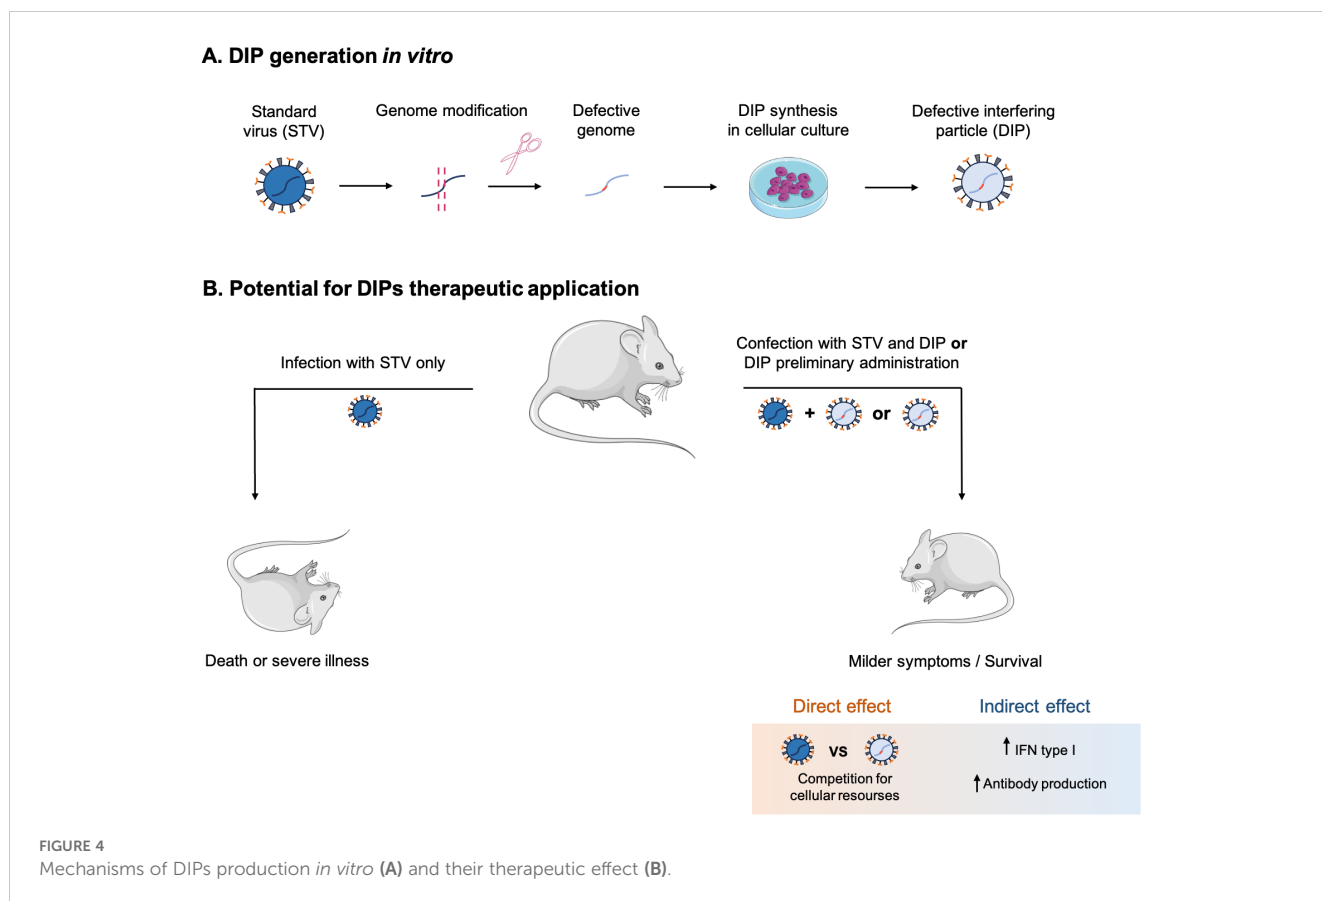 A. DIP generation in vitro
Standard
virus (STV)
Genome modification
Defective
genome
DIP synthesis
in cellular culture
Defective interfering
particle (DIP)
B. Potential for DIPs therapeutic application
Infection with STV only
Confection with STV and DIP or
DIP preliminary administration
+ or
Death or severe illness
Milder symptoms / Survival
Direct effect
Indirect effect
vs
Competition for
cellular resourses
↑ IFN type I
↑ Antibody production
FIGURE 4
Mechanisms of DIPs production in vitro (A) and their therapeutic effect (B).